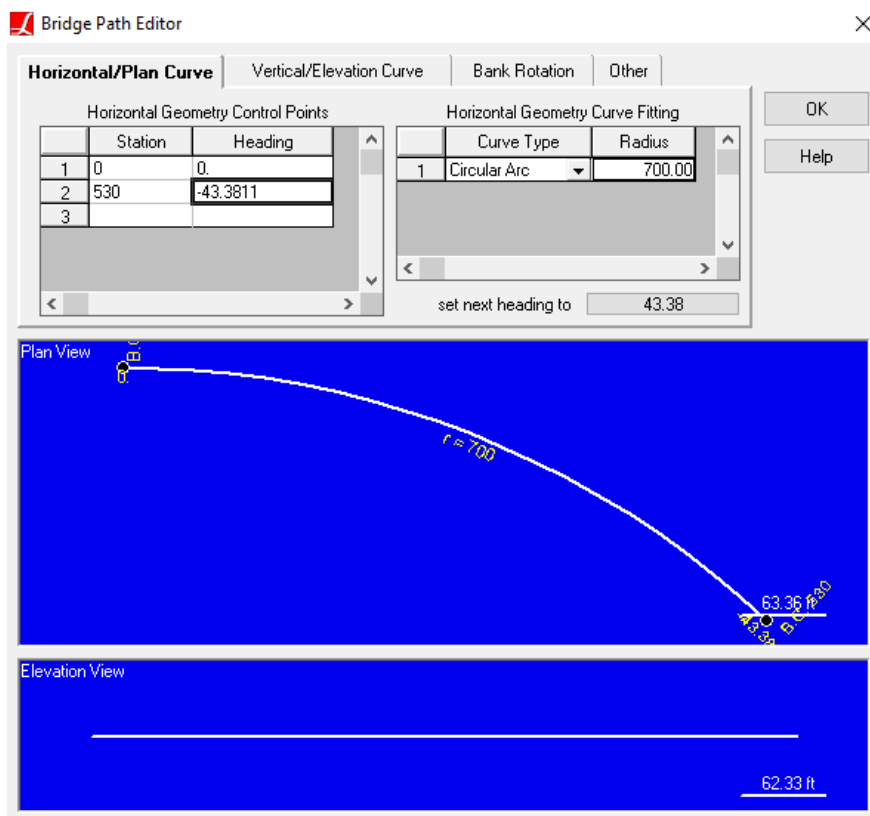 Bridge Path Editor
Horizontal/Plan Curve Vertical/Elevation Curve Bank Rotation Other
Horizontal Geometry Control Points
Station Heading
1 0 0.
2 530 -43.3811
3
Horizontal Geometry Curve Fitting
Curve Type Radius
1 Circular Arc 700.00
set next heading to 43.38
OK
Help
Plan View
0.
r = 700
63.36 ft
Elevation View
62.33 ft